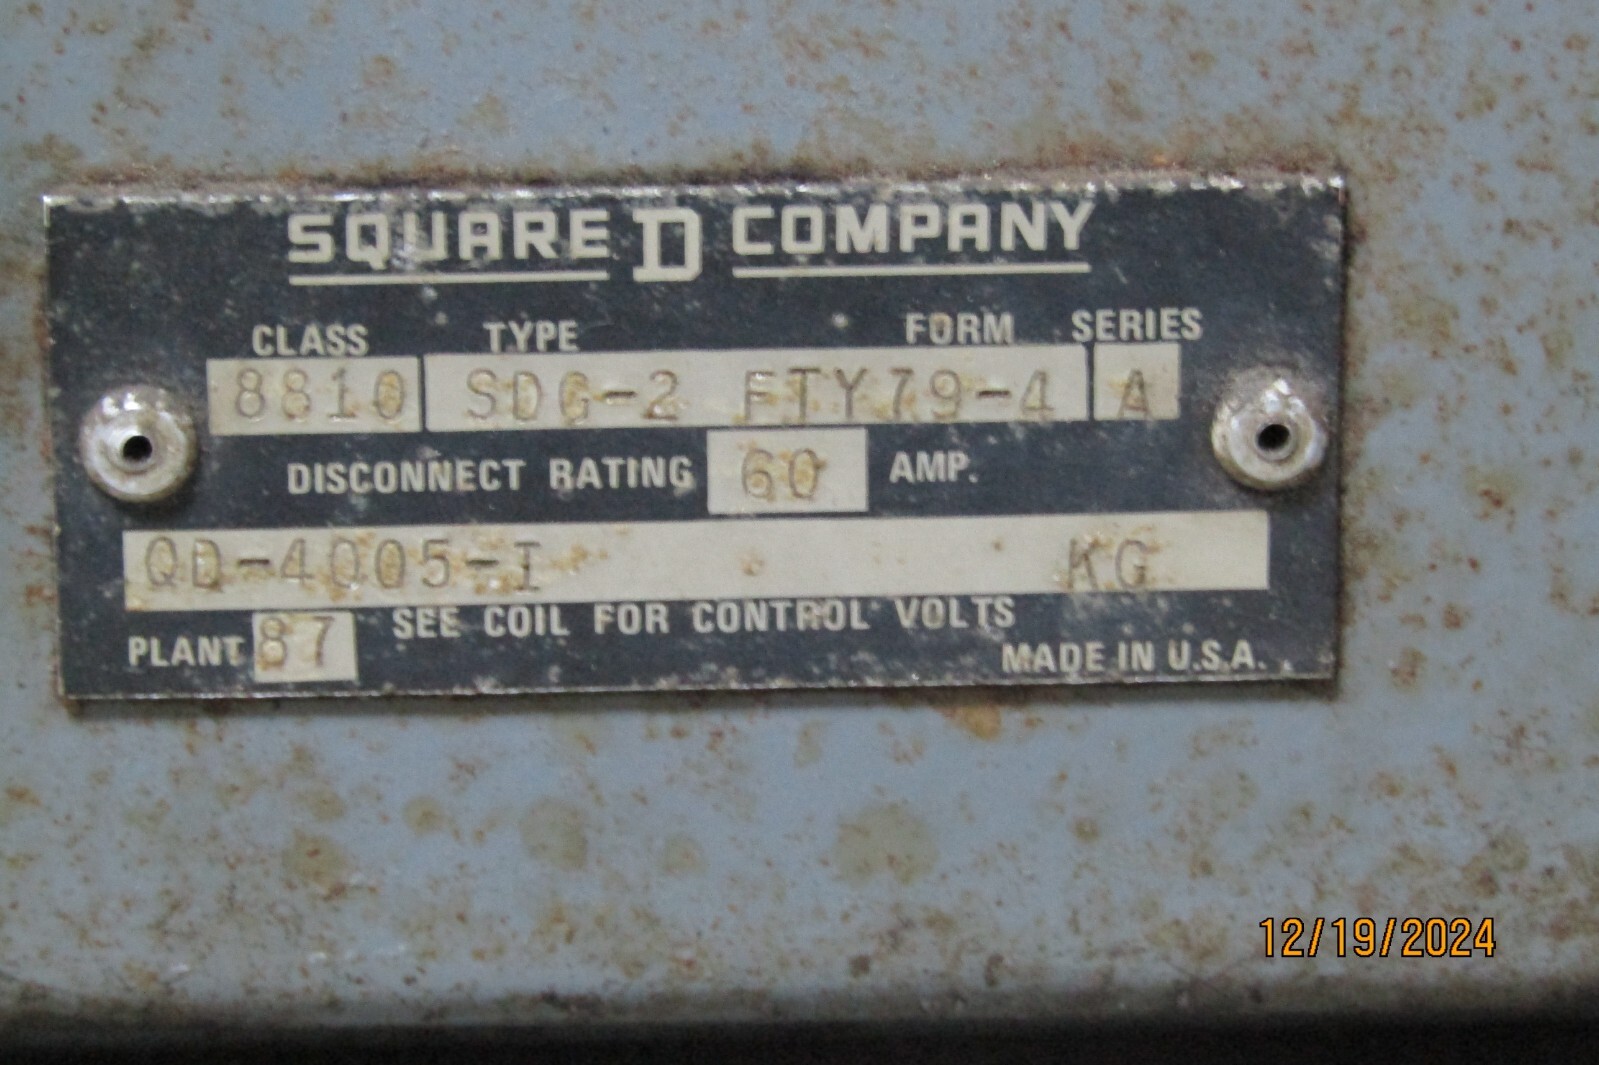 SQUARE D COMPANY
CLASS TYPE FORM SERIES
8810 SDG-2 FTY79-4 A
DISCONNECT RATING 60 AMP.
QD-4005-I KG
SEE COIL FOR CONTROL VOLTS
PLANT 87 MADE IN U.S.A.
12/19/2024